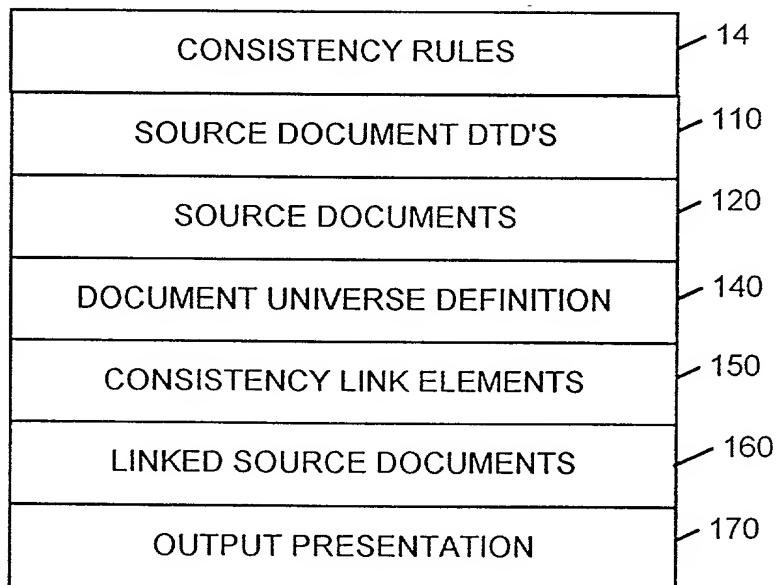 CONSISTENCY RULES 14
SOURCE DOCUMENT DTD'S 110
SOURCE DOCUMENTS 120
DOCUMENT UNIVERSE DEFINITION 140
CONSISTENCY LINK ELEMENTS 150
LINKED SOURCE DOCUMENTS 160
OUTPUT PRESENTATION 170